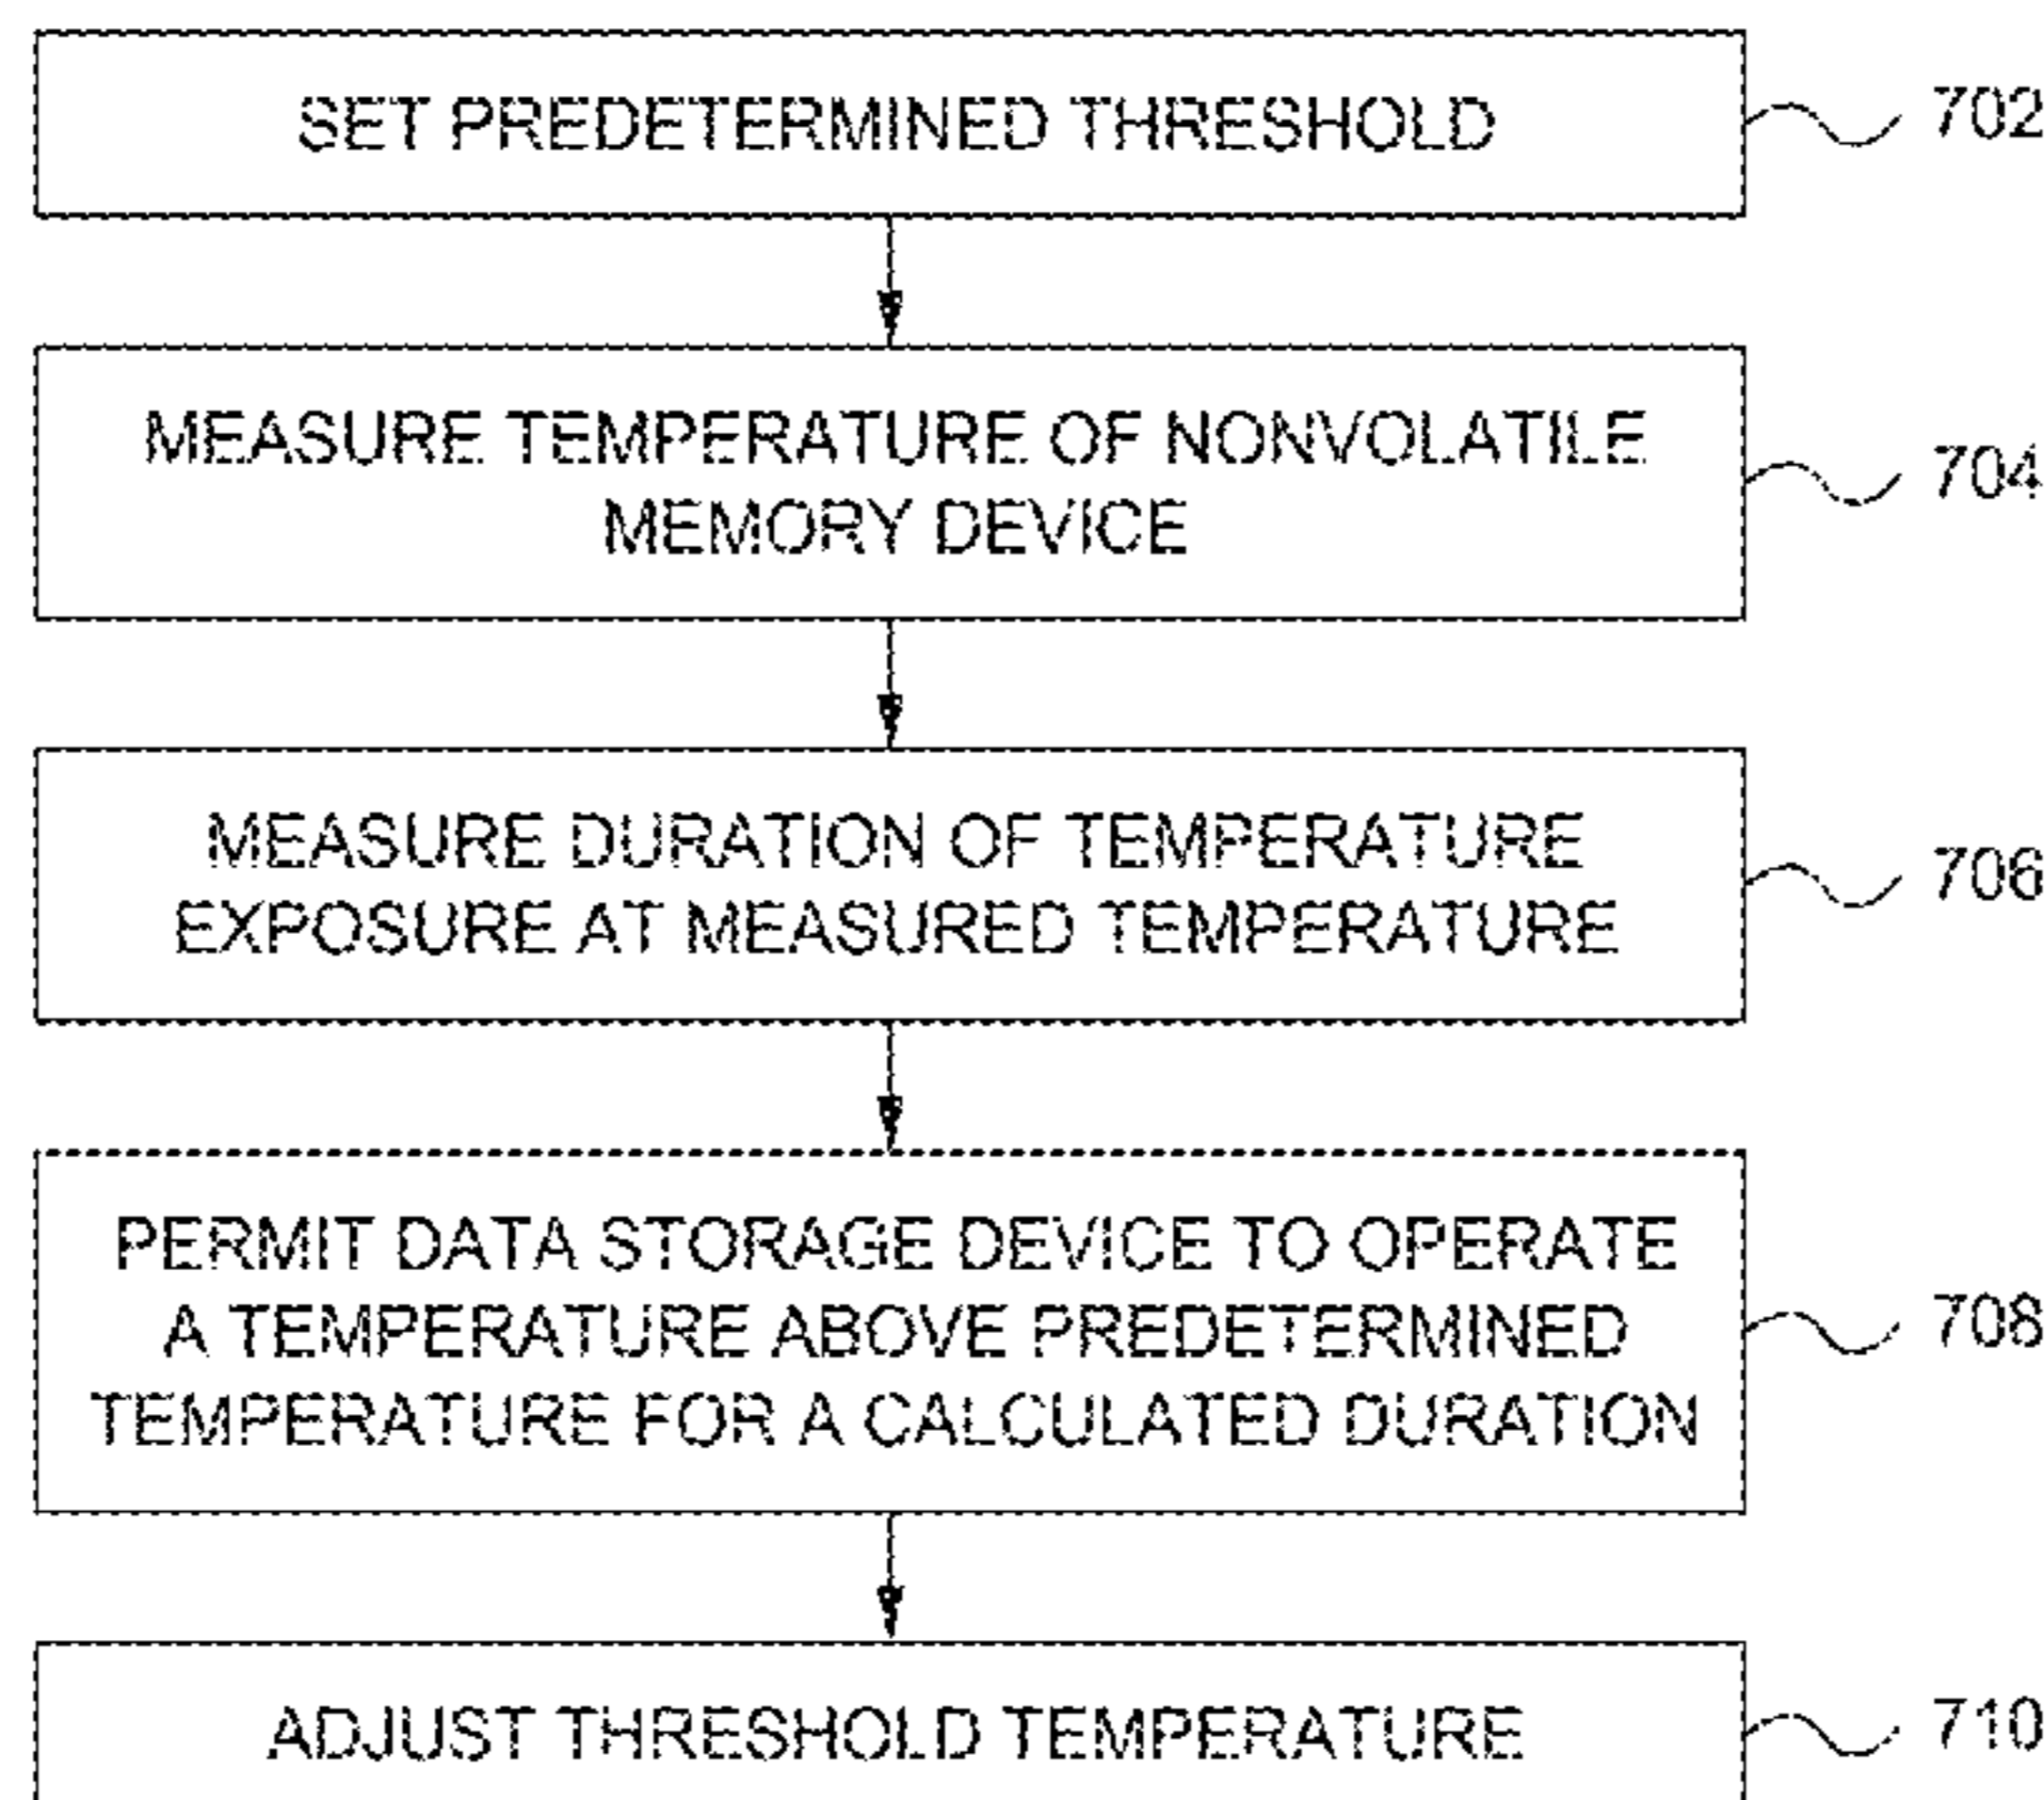 SET PREDETERMINED THRESHOLD
702
MEASURE TEMPERATURE OF NONVOLATILE
MEMORY DEVICE
704
MEASURE DURATION OF TEMPERATURE
EXPOSURE AT MEASURED TEMPERATURE
706
PERMIT DATA STORAGE DEVICE TO OPERATE
A TEMPERATURE ABOVE PREDETERMINED
TEMPERATURE FOR A CALCULATED DURATION
708
ADJUST THRESHOLD TEMPERATURE
710